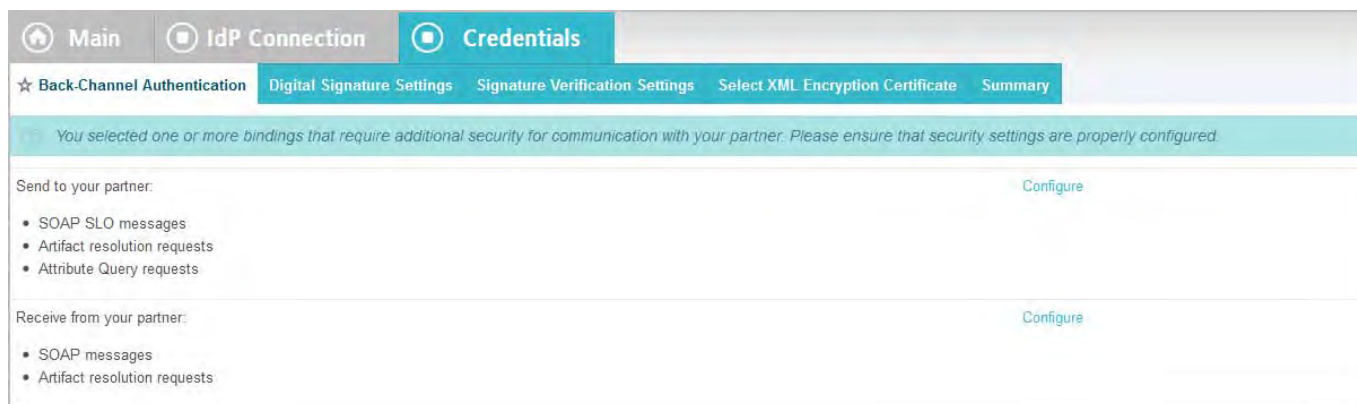 Main IdP Connection Credentials
Back-Channel Authentication Digital Signature Settings Signature Verification Settings Select XML Encryption Certificate Summary
You selected one or more bindings that require additional security for communication with your partner. Please ensure that security settings are properly configured.
Send to your partner: Configure
• SOAP SLO messages
• Artifact resolution requests
• Attribute Query requests
Receive from your partner: Configure
• SOAP messages
• Artifact resolution requests